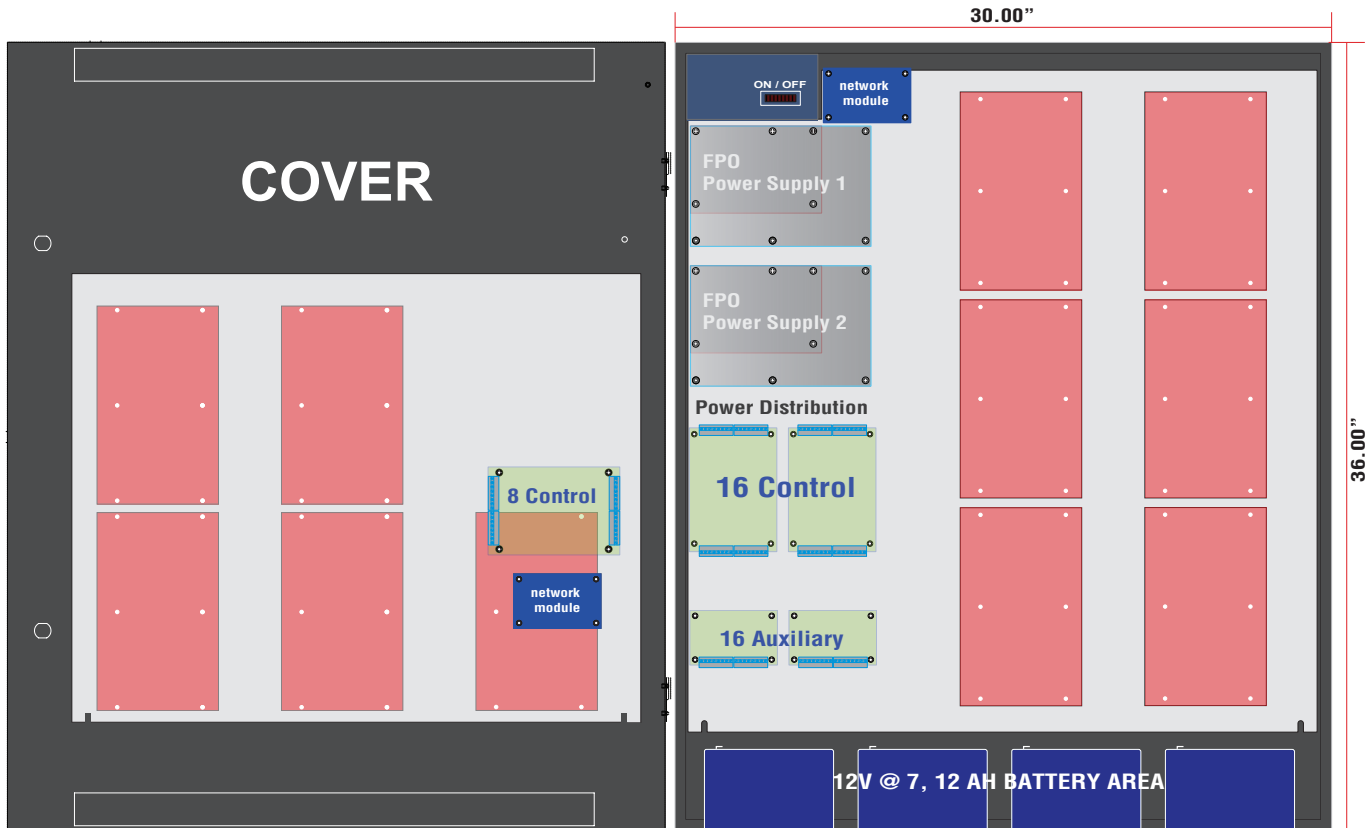 30.00”
COVER
ON / OFF
network
module
FPO
Power Supply 1
FPO
Power Supply 2
Power Distribution
16 Control
16 Auxiliary
8 Control
network
module
36.00”
12V @ 7, 12 AH BATTERY AREA